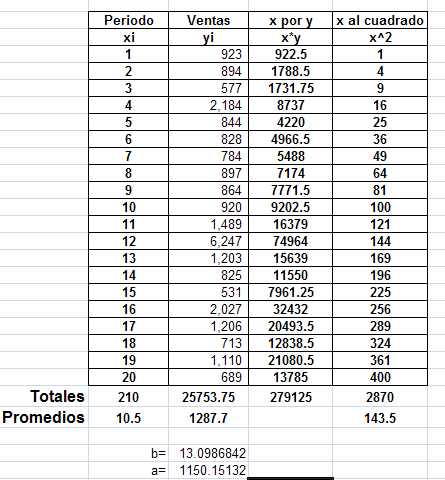 Periodo Ventas x por y x al cuadrado
xi yi x*y x^2
1 923 922.5 1
2 894 1788.5 4
3 577 1731.75 9
4 2,184 8737 16
5 844 4220 25
6 828 4966.5 36
7 784 5488 49
8 897 7174 64
9 864 7771.5 81
10 920 9202.5 100
11 1,489 16379 121
12 6,247 74964 144
13 1,203 15639 169
14 825 11550 196
15 531 7961.25 225
16 2,027 32432 256
17 1,206 20493.5 289
18 713 12838.5 324
19 1,110 21080.5 361
20 689 13785 400
Totales 210 25753.75 279125 2870
Promedios 10.5 1287.7 143.5
b= 13.0986842
a= 1150.15132